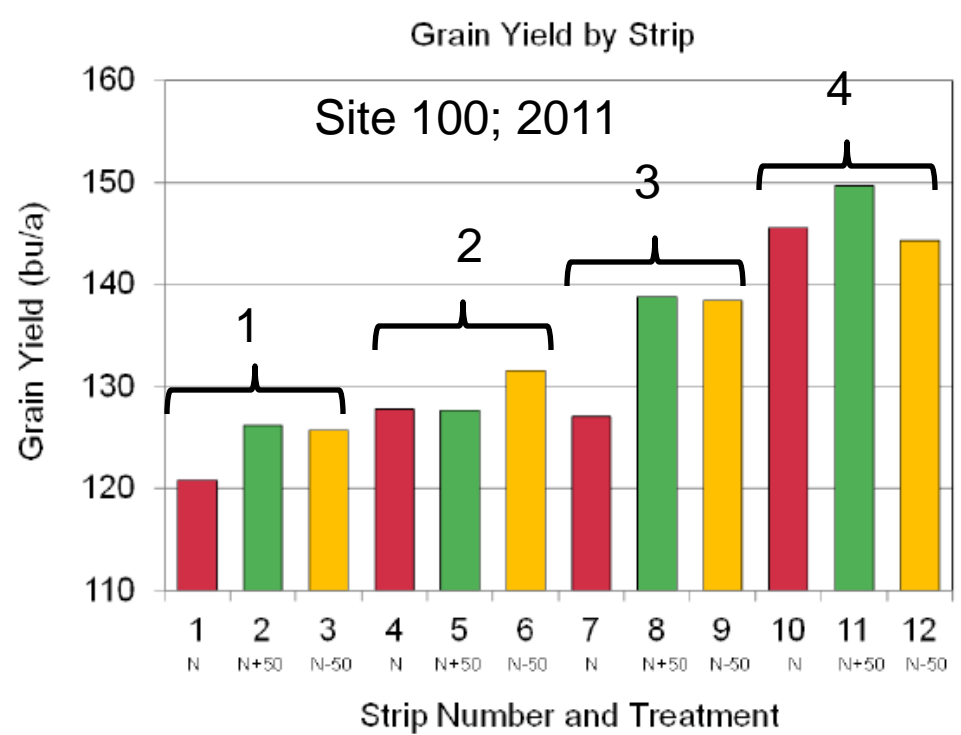 Grain Yield by Strip
Site 100; 2011
160
150
140
130
120
110
Grain Yield (bu/a)
1
2
3
4
1 2 3 4 5 6 7 8 9 10 11 12
N N+50 N-50 N N+50 N-50 N N+50 N-50 N N+50 N-50
Strip Number and Treatment